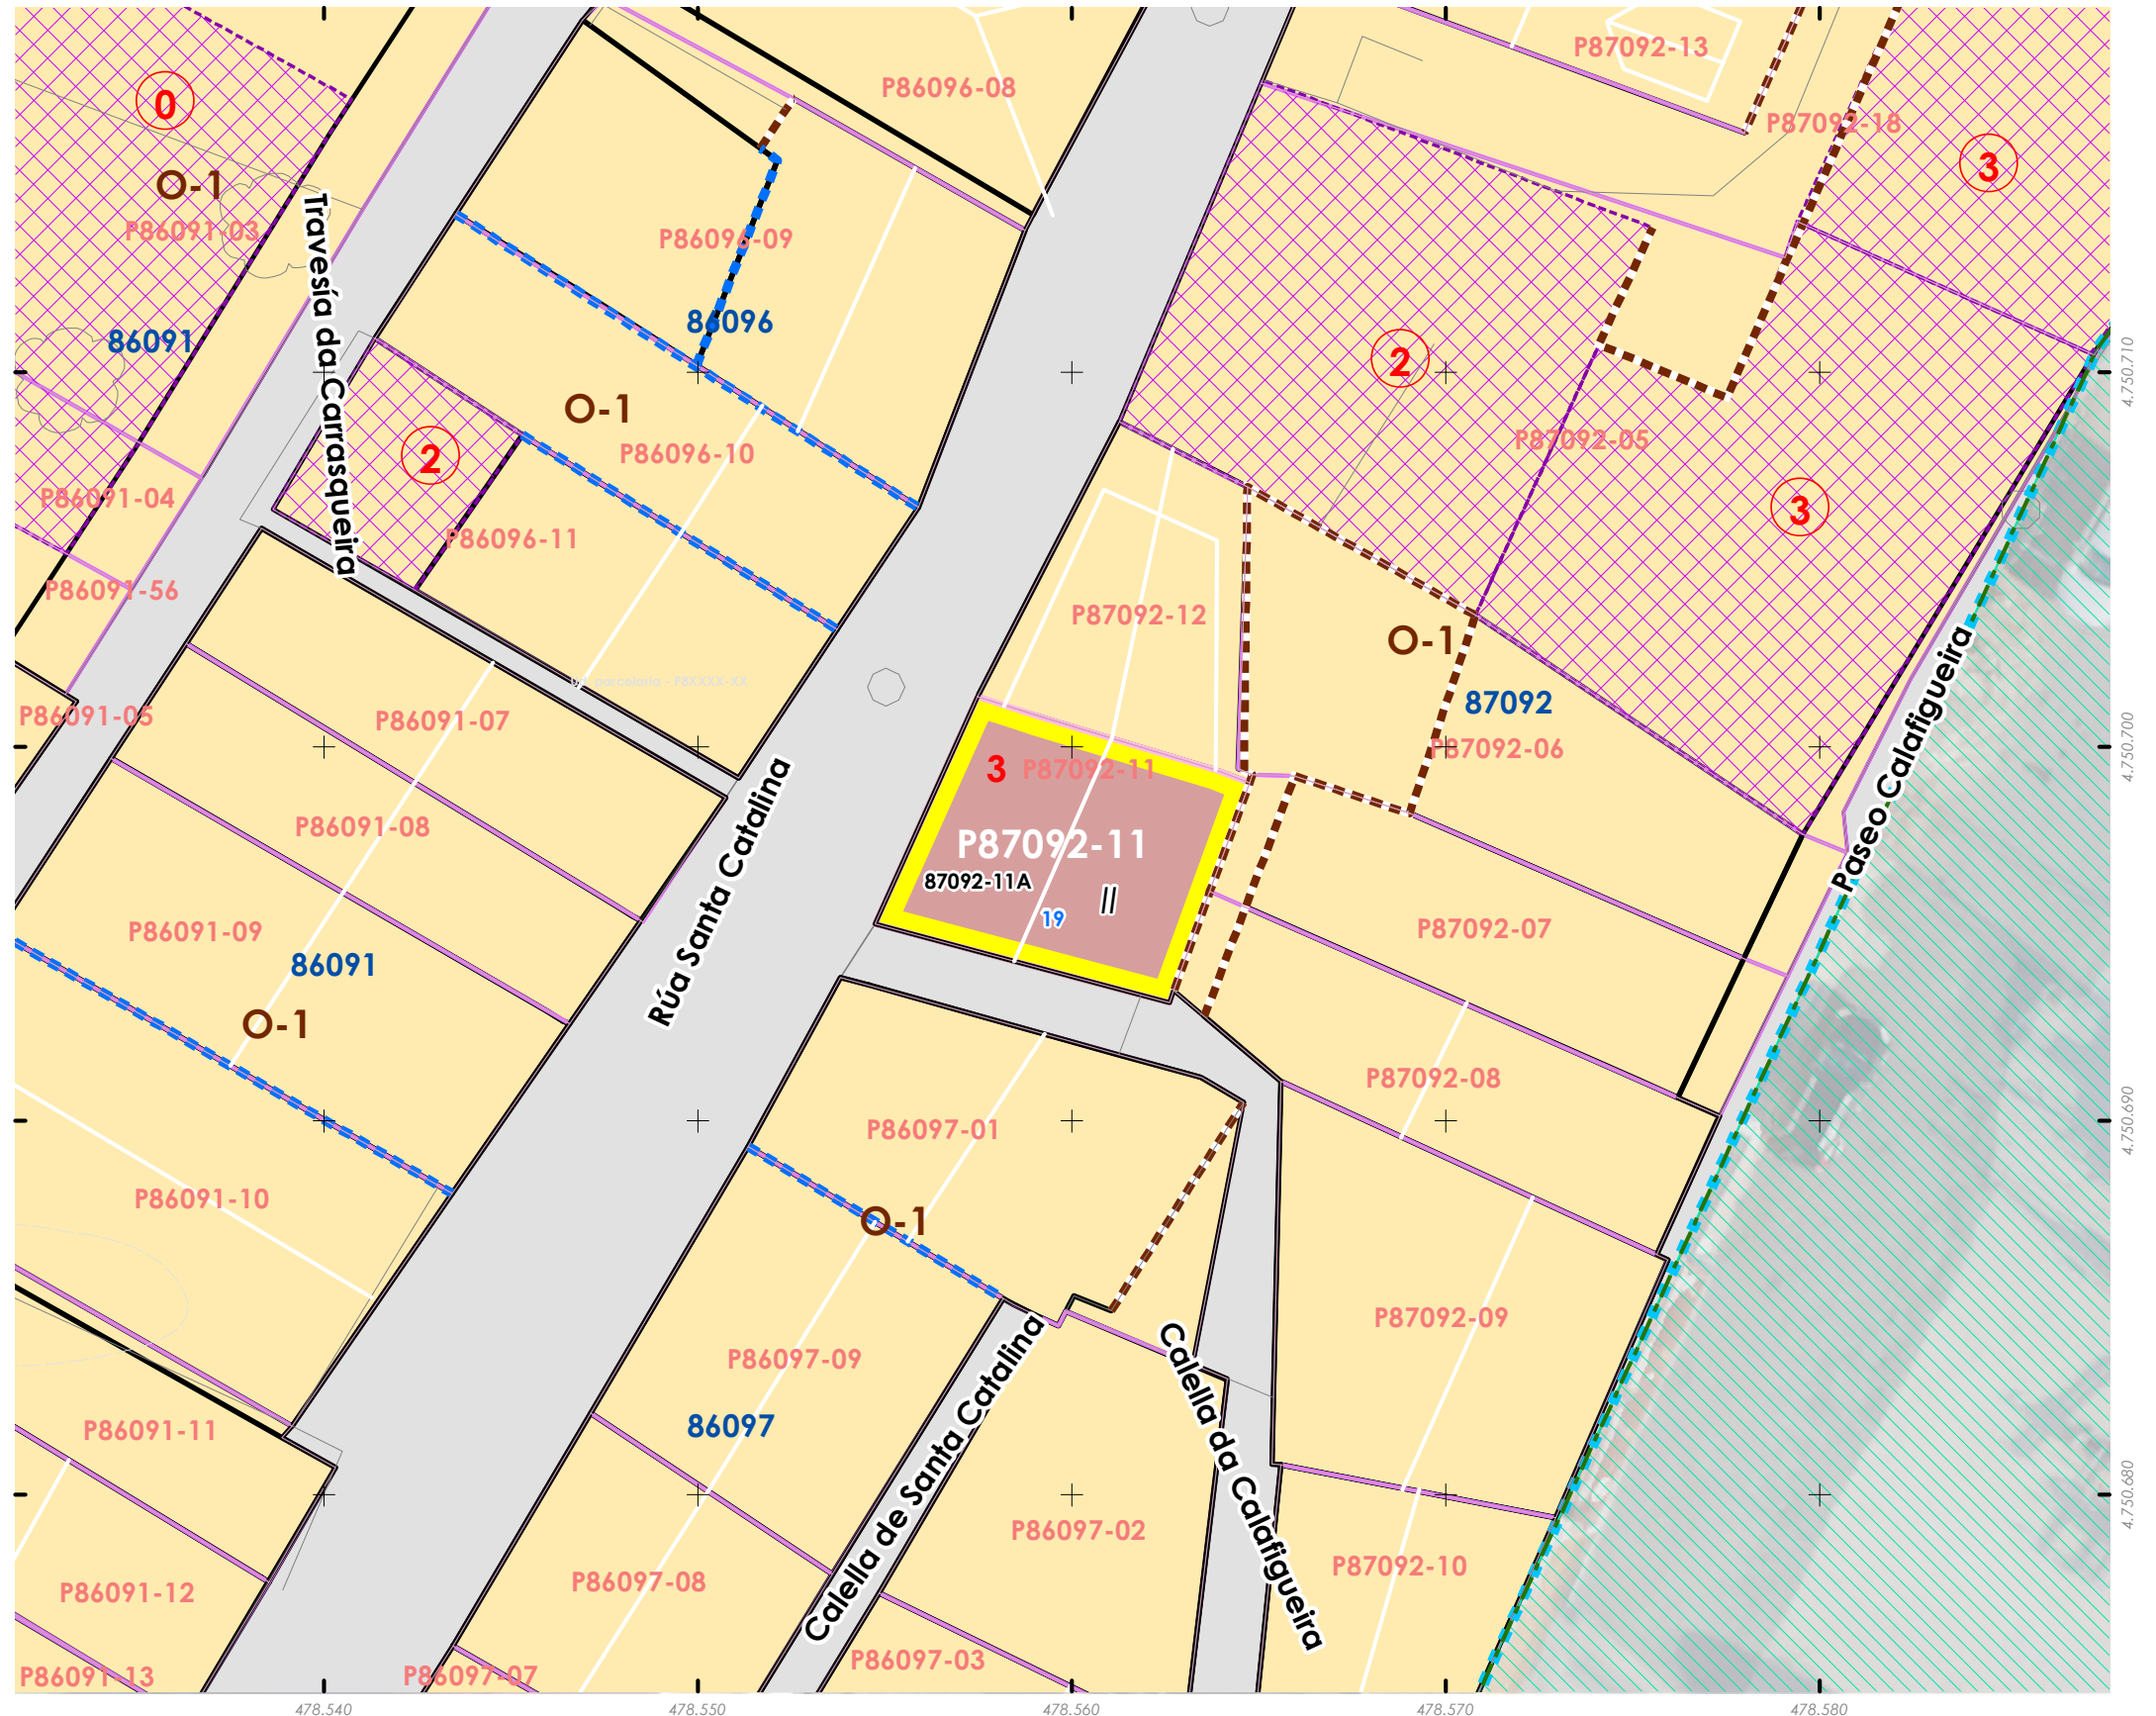 P87092-13
P86096-08
0
P87092-18
3
O-1
P86091-03
P86096-09
Travesía da Carrasqueira
86096
86091
2
4.750.710
O-1
P86096-10
P87092-05
2
P86091-04
3
P86096-11
P86091-56
P87092-12
O-1
parcelaria - P8XXXX-XX
87092
P86091-05
P86091-07
P87092-06
4.750.700
3
P87092-11
Paseo Calafigueira
P86091-08
P87092-11
87092-11A
II
19
Rúa Santa Catalina
P86091-09
P87092-07
86091
O-1
P87092-08
P86097-01
4.750.690
P86091-10
O-1
P87092-09
P86097-09
86097
P86091-11
Calella de Santa Catalina
Calella da Calafigueira
4.750.680
P86097-02
P87092-10
P86097-08
P86091-12
P86097-03
P86091-13
P86097-07
478.540
478.550
478.560
478.570
478.580